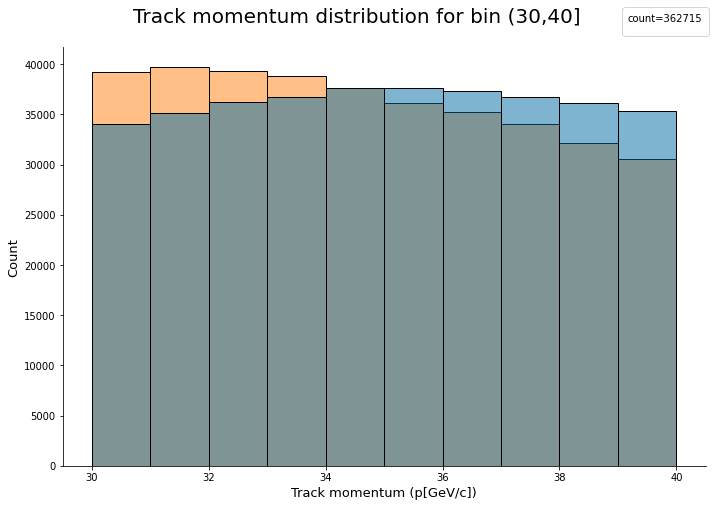 Track momentum distribution for bin (30,40]
count=362715
40000
35000
30000
25000
20000
15000
10000
5000
0
Count
30 32 34 36 38 40
Track momentum (p[GeV/c])